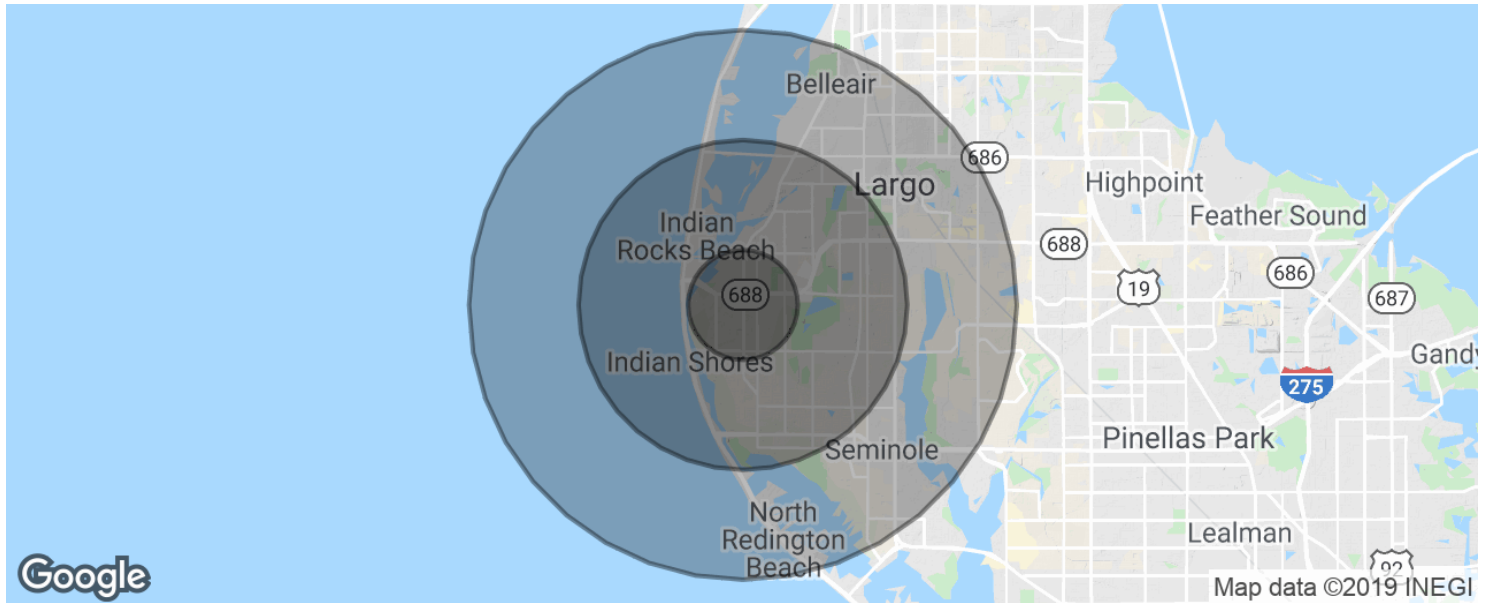 Belleair
686
Largo
Highpoint
Feather Sound
Indian
Rocks Beach
688
686
19
687
688
Indian Shores
Gandy
275
Pinellas Park
Seminole
North
Redington
Beach
Lealman
92
Google
Map data ©2019 INEGI